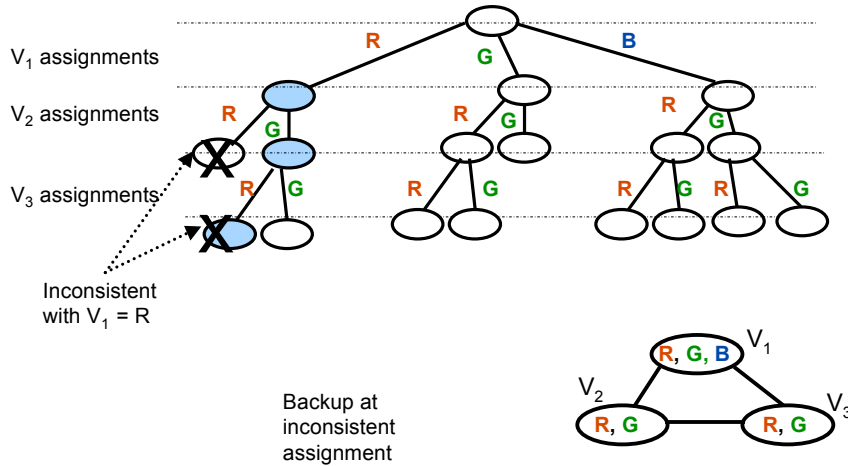 R
G
B
V1 assignments
V2 assignments
R
G
R
G
R
G
V3 assignments
R
G
R
G
R
G
R
G
X
X
Inconsistent
with V1 = R
Backup at
inconsistent
assignment
V1
R, G, B
V2
V3
R, G
R, G